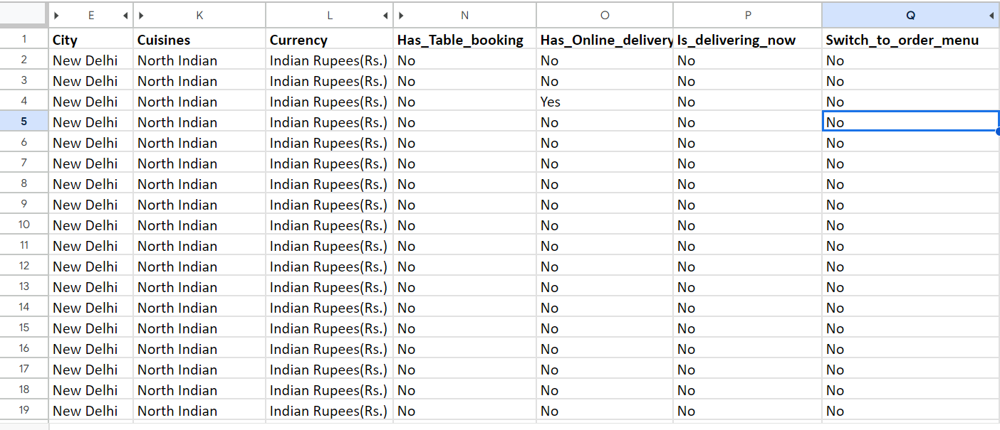 E K L N O P Q
1 City Cuisines Currency Has_Table_booking Has_Online_delivery Is_delivering_now Switch_to_order_menu
2 New Delhi North Indian Indian Rupees(Rs.) No No No No
3 New Delhi North Indian Indian Rupees(Rs.) No No No No
4 New Delhi North Indian Indian Rupees(Rs.) No Yes No No
5 New Delhi North Indian Indian Rupees(Rs.) No No No No
6 New Delhi North Indian Indian Rupees(Rs.) No No No No
7 New Delhi North Indian Indian Rupees(Rs.) No No No No
8 New Delhi North Indian Indian Rupees(Rs.) No No No No
9 New Delhi North Indian Indian Rupees(Rs.) No No No No
10 New Delhi North Indian Indian Rupees(Rs.) No No No No
11 New Delhi North Indian Indian Rupees(Rs.) No No No No
12 New Delhi North Indian Indian Rupees(Rs.) No No No No
13 New Delhi North Indian Indian Rupees(Rs.) No No No No
14 New Delhi North Indian Indian Rupees(Rs.) No No No No
15 New Delhi North Indian Indian Rupees(Rs.) No No No No
16 New Delhi North Indian Indian Rupees(Rs.) No No No No
17 New Delhi North Indian Indian Rupees(Rs.) No No No No
18 New Delhi North Indian Indian Rupees(Rs.) No No No No
19 New Delhi North Indian Indian Rupees(Rs.) No No No No